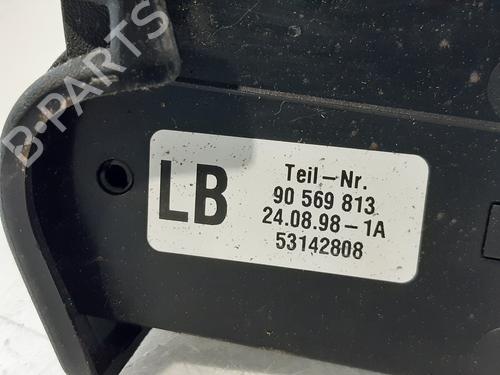 B-PARTS
LB
Teil-Nr.
90 569 813
24.08.98-1A
53142808